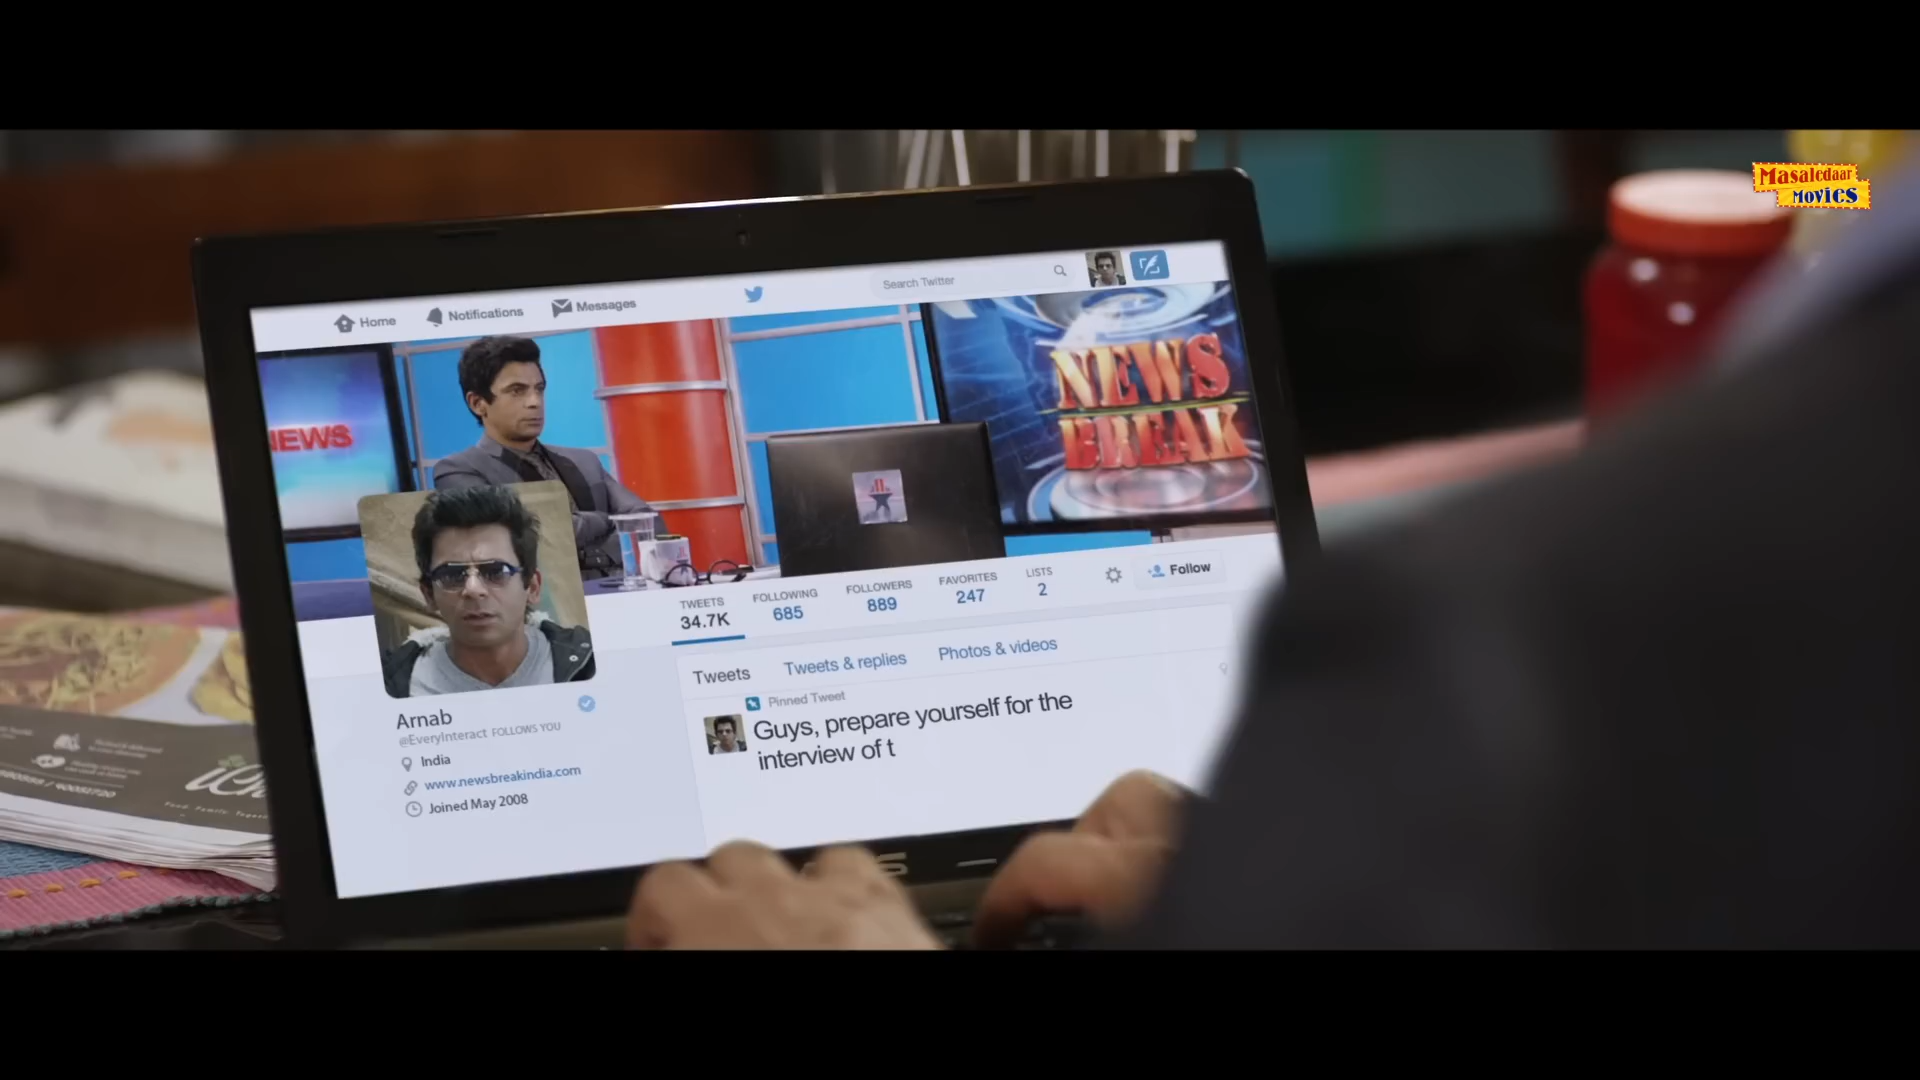 Masaledaar
Movies
Home
Notifications
Messages
Search Twitter
NEWS
NEWS
BREAK
TWEETS
34.7K
FOLLOWING
685
FOLLOWERS
889
FAVORITES
247
LISTS
2
Follow
Tweets
Tweets & replies
Photos & videos
Pinned Tweet
Guys, prepare yourself for the
interview of t
Arnab
@EveryInteract FOLLOWS YOU
India
www.newsbreakindia.com
Joined May 2008